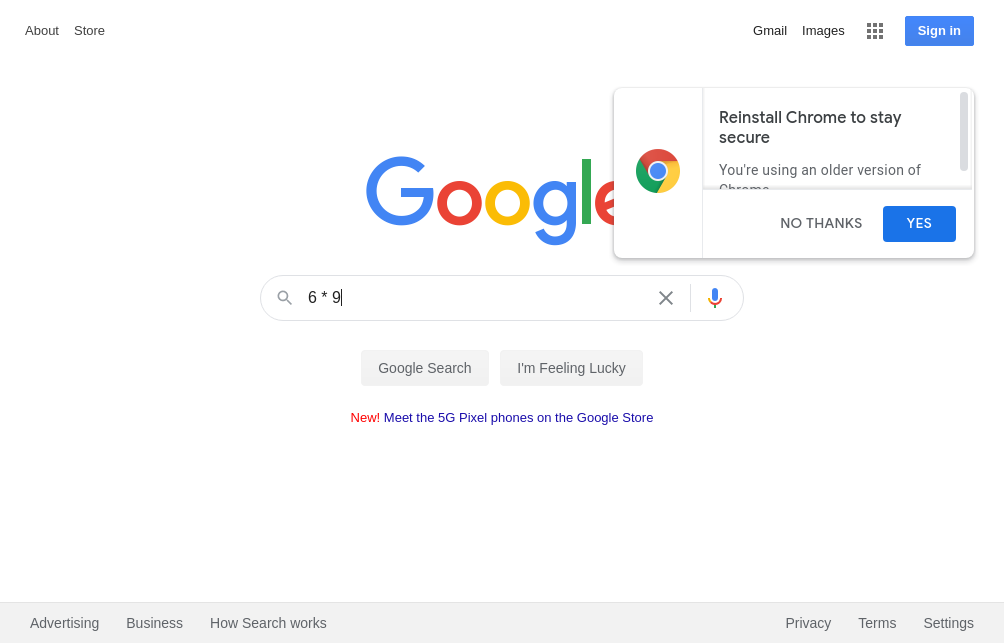 About Store Gmail Images Sign in
Reinstall Chrome to stay
secure
You're using an older version of
NO THANKS YES
Google
6 * 9
Google Search I'm Feeling Lucky
New! Meet the 5G Pixel phones on the Google Store
Advertising Business How Search works Privacy Terms Settings